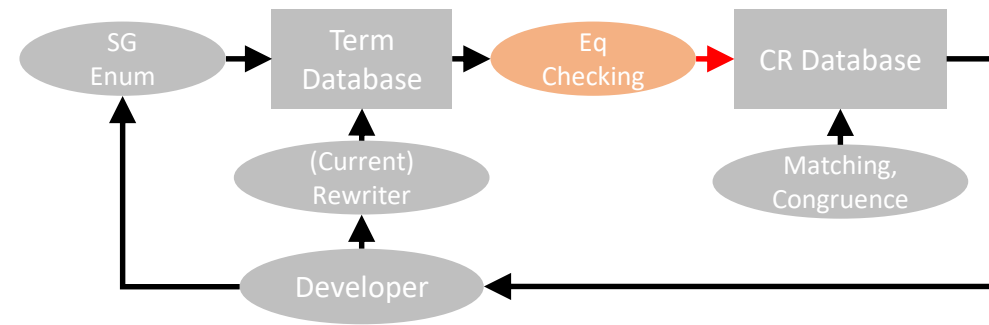 SG
Enum
Term
Database
Eq
Checking
CR Database
(Current)
Rewriter
Matching,
Congruence
Developer